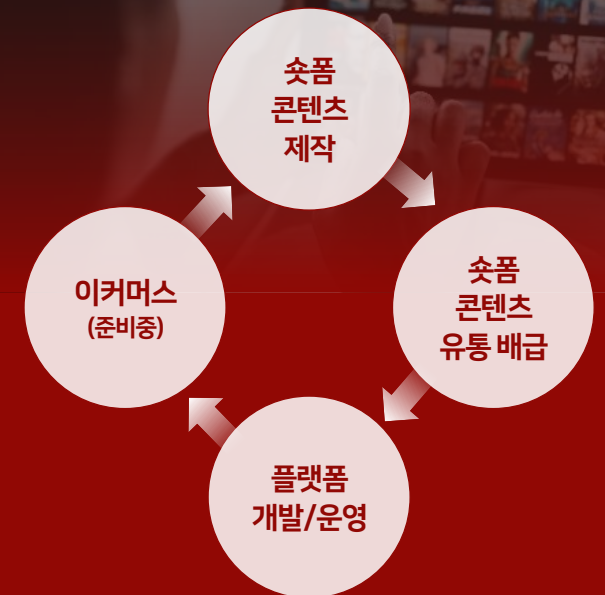 숏폼
콘텐츠
제작
이커머스
(준비중)
숏폼
콘텐츠
유통 배급
플랫폼
개발/운영